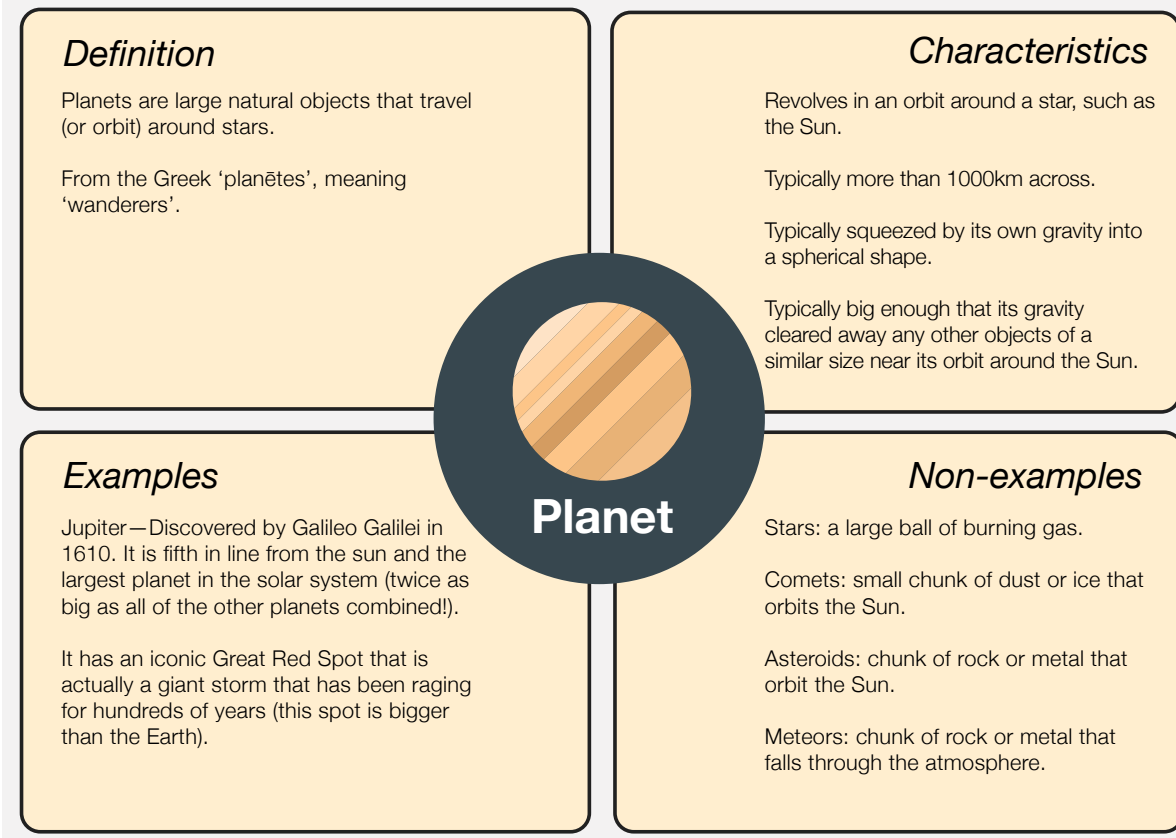 Definition
Planets are large natural objects that travel
(or orbit) around stars.
From the Greek ‘planētes’, meaning
‘wanderers’.
Characteristics
Revolves in an orbit around a star, such as
the Sun.
Typically more than 1000km across.
Typically squeezed by its own gravity into
a spherical shape.
Typically big enough that its gravity
cleared away any other objects of a
similar size near its orbit around the Sun.
Planet
Examples
Jupiter—Discovered by Galileo Galilei in
1610. It is fifth in line from the sun and the
largest planet in the solar system (twice as
big as all of the other planets combined!).
It has an iconic Great Red Spot that is
actually a giant storm that has been raging
for hundreds of years (this spot is bigger
than the Earth).
Non-examples
Stars: a large ball of burning gas.
Comets: small chunk of dust or ice that
orbits the Sun.
Asteroids: chunk of rock or metal that
orbit the Sun.
Meteors: chunk of rock or metal that
falls through the atmosphere.